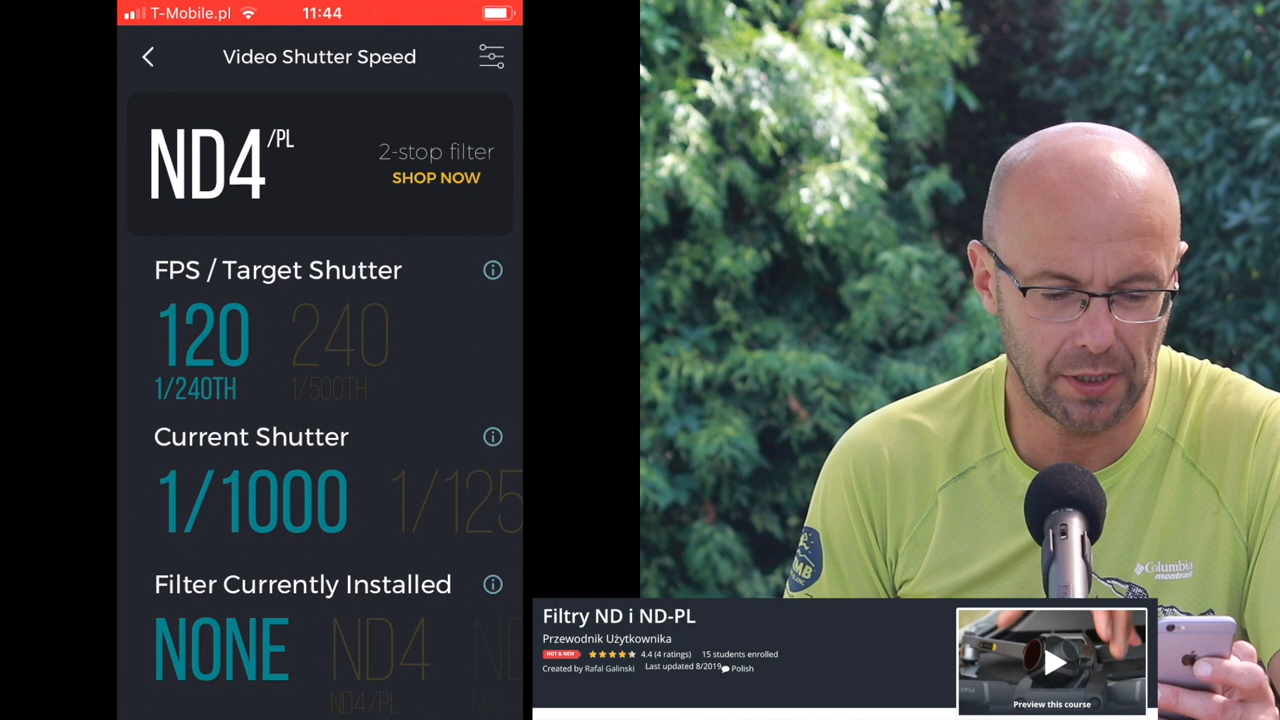 T-Mobile.pl
11:44
Video Shutter Speed
ND4/PL
2-stop filter
SHOP NOW
FPS / Target Shutter
120 240
1/240TH 1/500TH
Current Shutter
1/1000 1/125
Filter Currently Installed
NONE ND4
ND4/PL
Columbia
montrail
Filtry ND i ND-PL
Przewodnik Użytkownika
HOT & NEW 4.4 (4 ratings) 15 students enrolled
Created by Rafal Galinski Last updated 8/2019 Polish
Preview this course